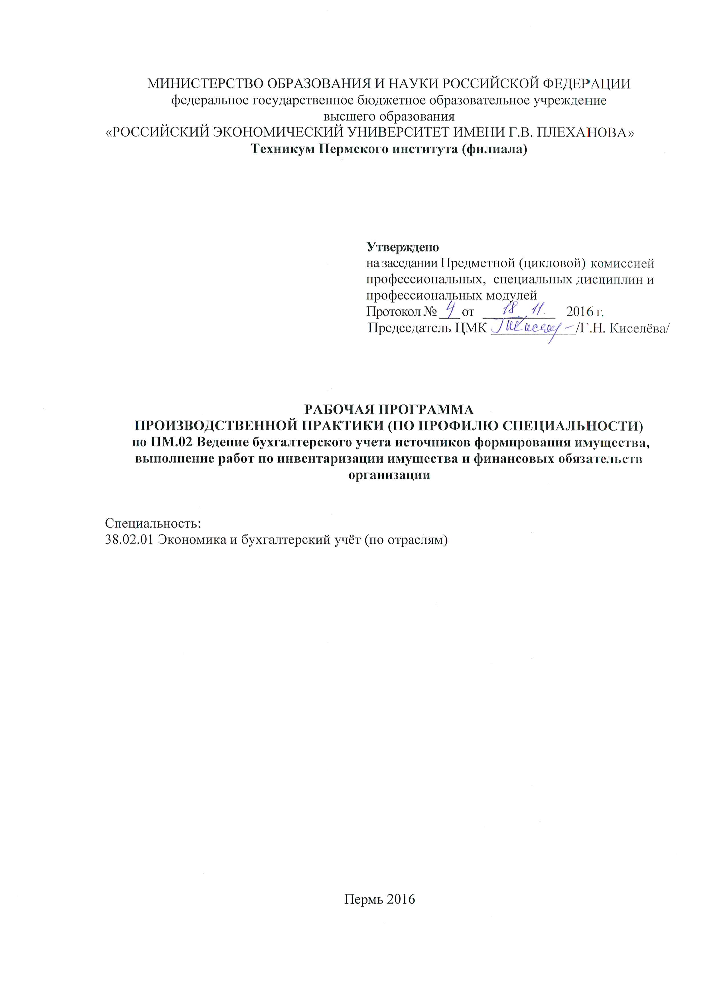 МИНИСТЕРСТВО ОБРАЗОВАНИЯ И НАУКИ РОССИЙСКОЙ ФЕДЕРАЦИИ
федеральное государственное бюджетное образовательное учреждение
высшего образования
«РОССИЙСКИЙ ЭКОНОМИЧЕСКИЙ УНИВЕРСИТЕТ ИМЕНИ Г.В. ПЛЕХАНОВА»
Техникум Пермского института (филиала)
Утверждено
на заседании Предметной (цикловой) комиссией
профессиональных, специальных дисциплин и
профессиональных модулей
Протокол № 4 от 18.11. 2016 г.
Председатель ЦМК /Г.Н. Киселёва/
РАБОЧАЯ ПРОГРАММА
ПРОИЗВОДСТВЕННОЙ ПРАКТИКИ (ПО ПРОФИЛЮ СПЕЦИАЛЬНОСТИ)
по ПМ.02 Ведение бухгалтерского учета источников формирования имущества,
выполнение работ по инвентаризации имущества и финансовых обязательств
организации
Специальность:
38.02.01 Экономика и бухгалтерский учёт (по отраслям)
Пермь 2016